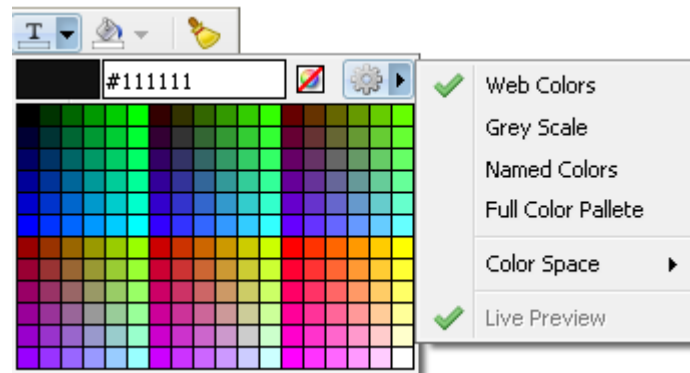 T
#111111
Web Colors
Grey Scale
Named Colors
Full Color Pallete
Color Space
Live Preview